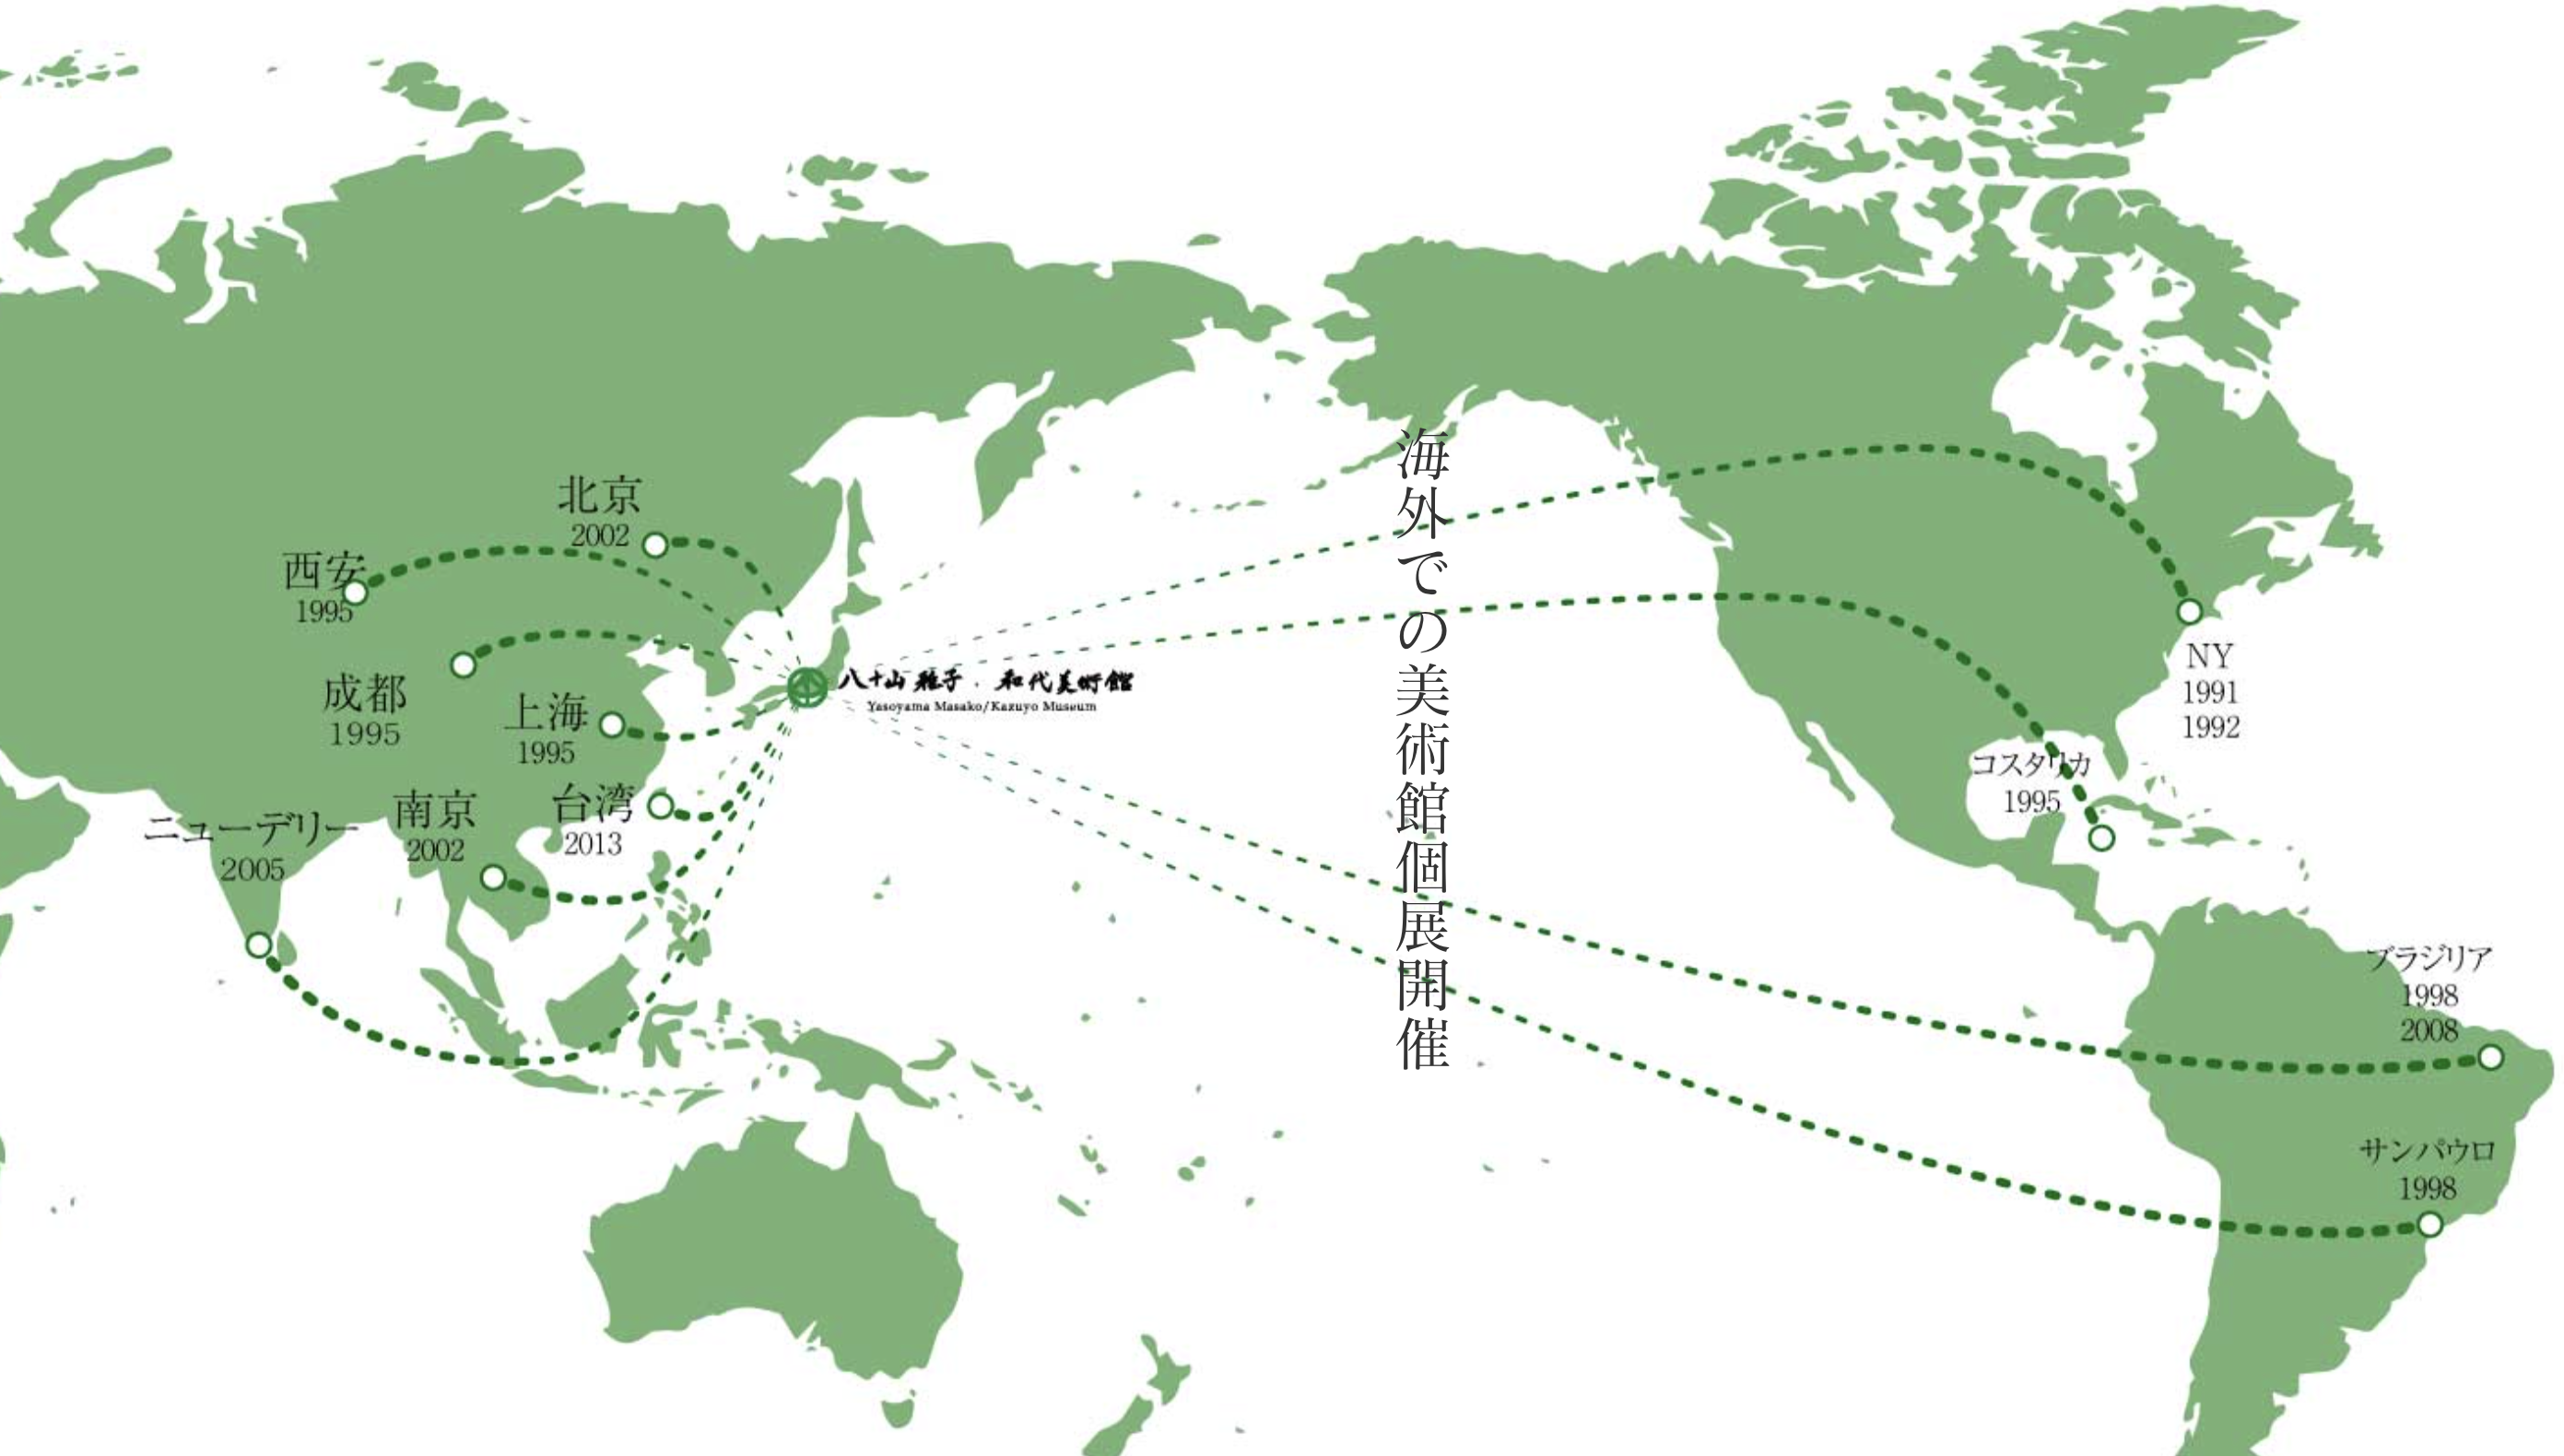 北京
2002
西安
1995
成都
1995
上海
1995
台湾
2013
南京
2002
ニューデリー
2005
八十山 雅子・和代美術館
Yasoyama Masako/Kazuyo Museum
海外での美術館個展開催
NY
1991
1992
コスタリカ
1995
ブラジリア
1998
2008
サンパウロ
1998